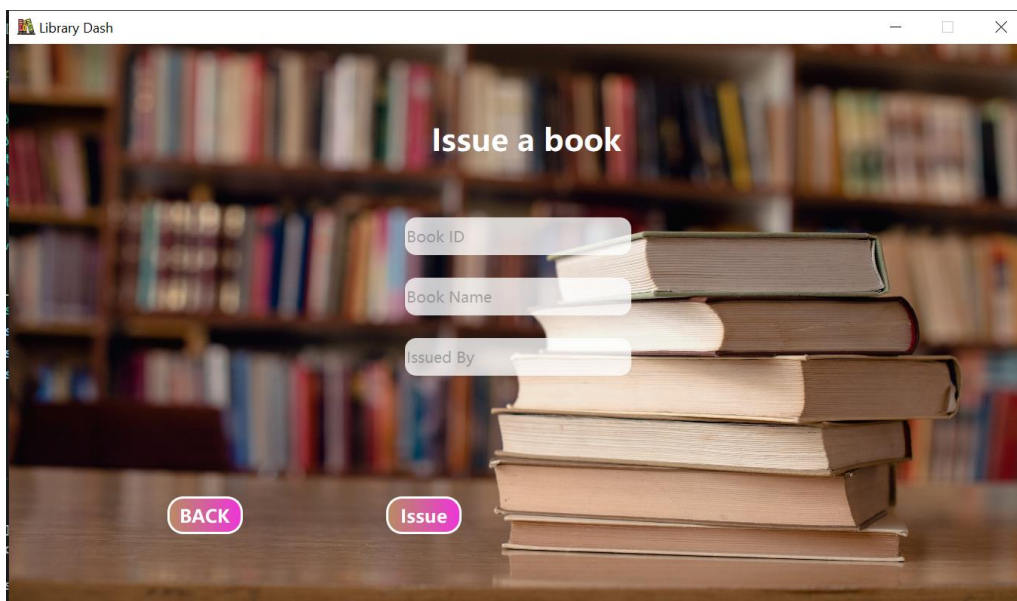 Library Dash
Issue a book
Book ID
Book Name
Issued By
BACK
Issue